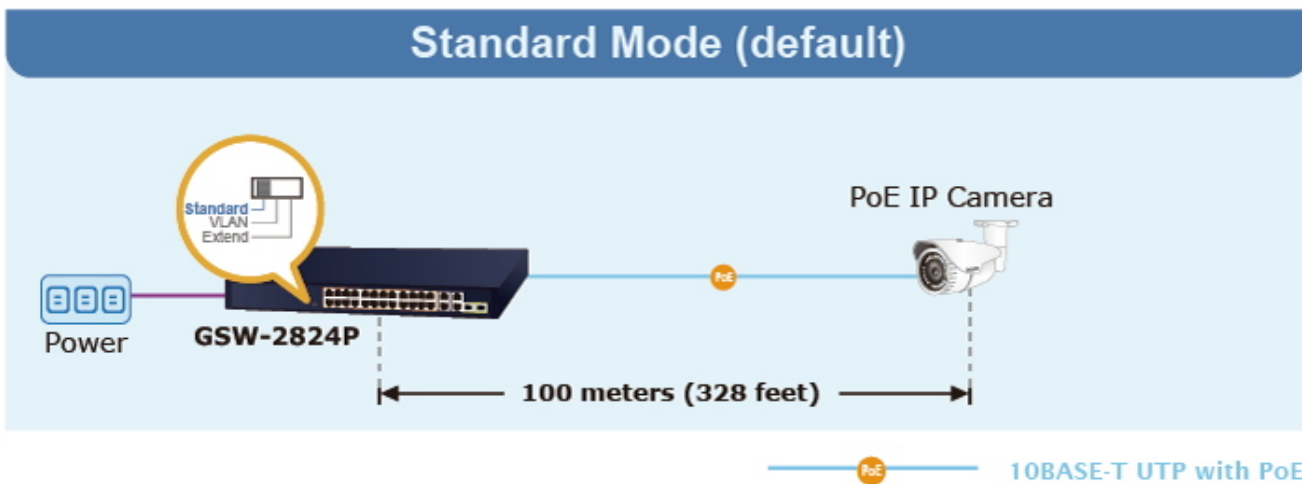 Standard Mode (default)
Standard
VLAN
Extend
PoE IP Camera
PoE
Power
GSW-2824P
100 meters (328 feet)
PoE
10BASE-T UTP with PoE